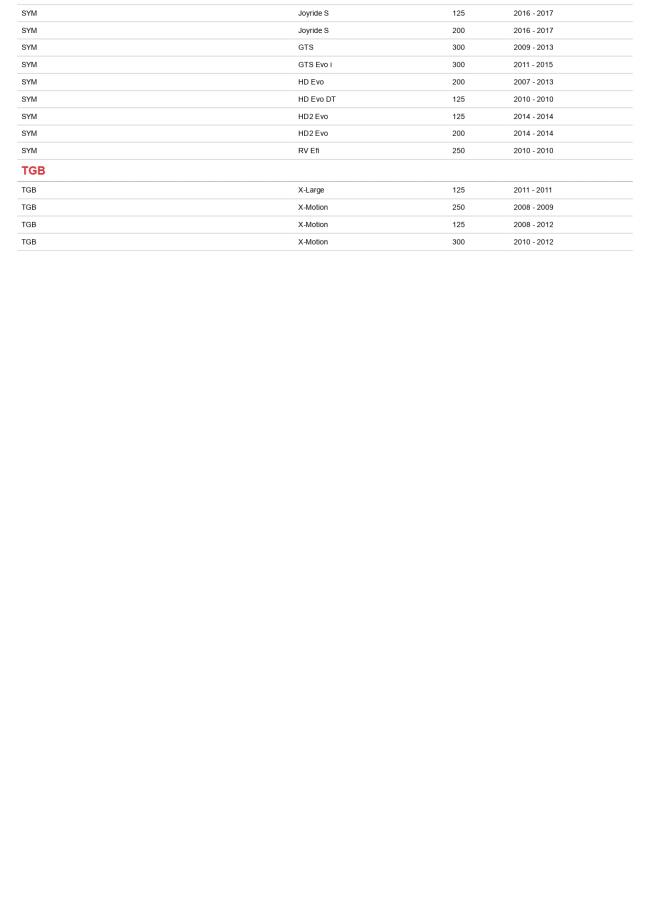 SYM Joyride S 125 2016 - 2017
SYM Joyride S 200 2016 - 2017
SYM GTS 300 2009 - 2013
SYM GTS Evo i 300 2011 - 2015
SYM HD Evo 200 2007 - 2013
SYM HD Evo DT 125 2010 - 2010
SYM HD2 Evo 125 2014 - 2014
SYM HD2 Evo 200 2014 - 2014
SYM RV Efi 250 2010 - 2010
TGB
TGB X-Large 125 2011 - 2011
TGB X-Motion 250 2008 - 2009
TGB X-Motion 125 2008 - 2012
TGB X-Motion 300 2010 - 2012